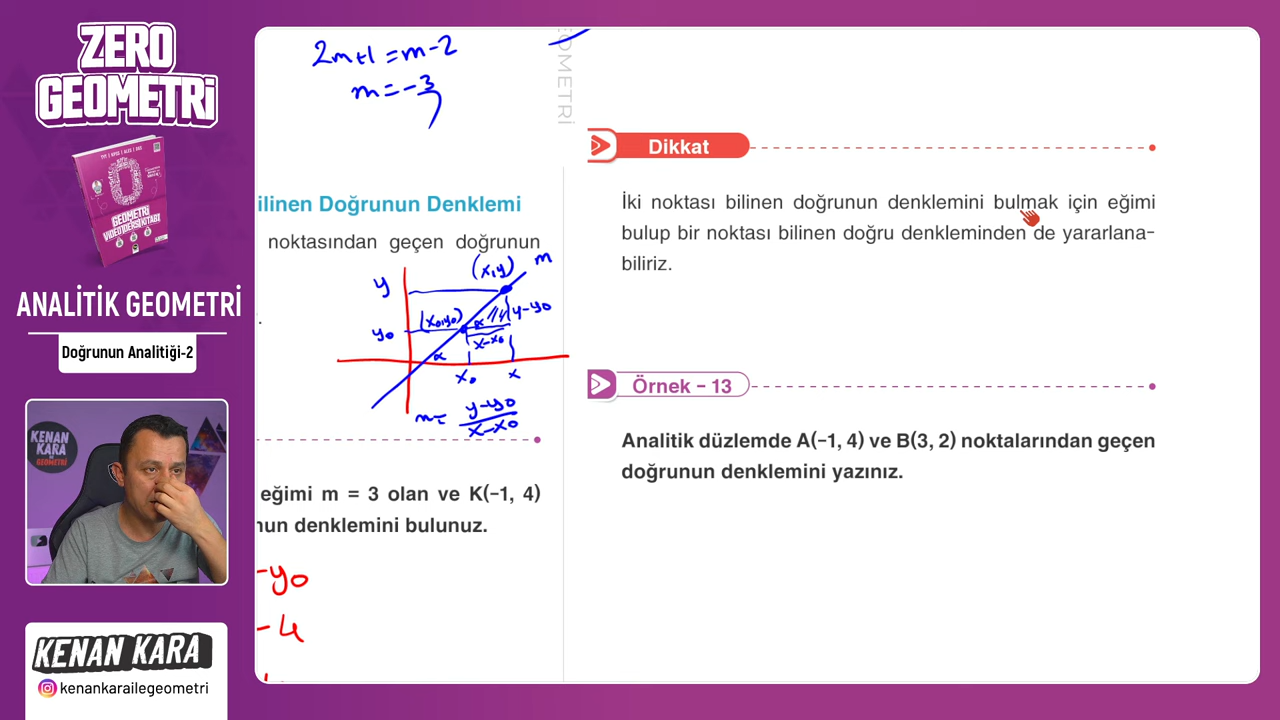 ZERO
GEOMETRİ
GEOMETRİ
VİDEO DERS KİTABI
ANALİTİK GEOMETRİ
Doğrunun Analitiği-2
KENAN
KARA
GEOMETRİ
KENAN KARA
kenankarailegeometri
2m+1=m-2
m=-3
OMETRİ
ilinen Doğrunun Denklemi
noktasından geçen doğrunun
(x,y) m
y
y0 (x0,y0) α y-y0
x-x0
α
x0 x
m= y-y0
x-x0
eğimi m = 3 olan ve K(-1, 4)
nun denklemini bulunuz.
-y0
-4
Dikkat
İki noktası bilinen doğrunun denklemini bulmak için eğimi
bulup bir noktası bilinen doğru denkleminden de yararlana-
biliriz.
Örnek - 13
Analitik düzlemde A(-1, 4) ve B(3, 2) noktalarından geçen
doğrunun denklemini yazınız.